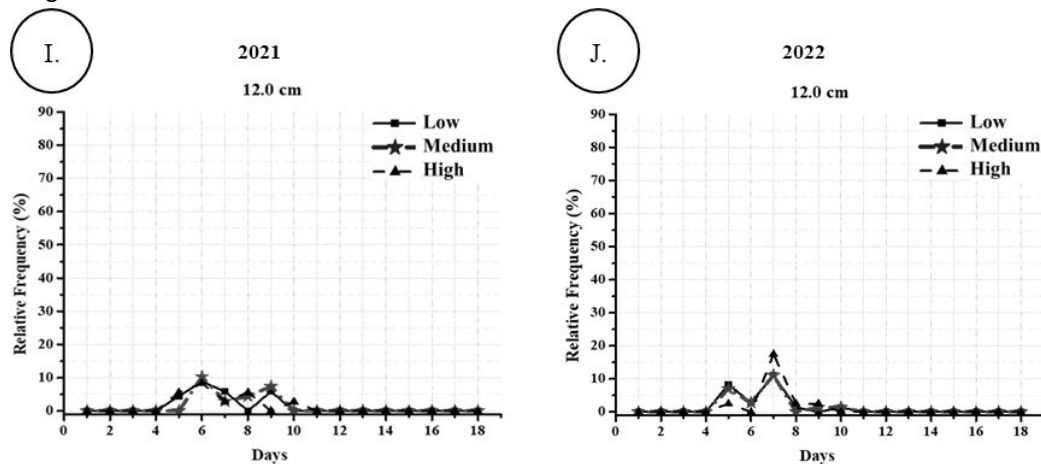 I.
2021
12.0 cm
90
80
70
60
50
40
30
20
10
0
Relative Frequency (%)
Low
Medium
High
0 2 4 6 8 10 12 14 16 18
Days
J.
2022
12.0 cm
90
80
70
60
50
40
30
20
10
0
Relative Frequency (%)
Low
Medium
High
0 2 4 6 8 10 12 14 16 18
Days